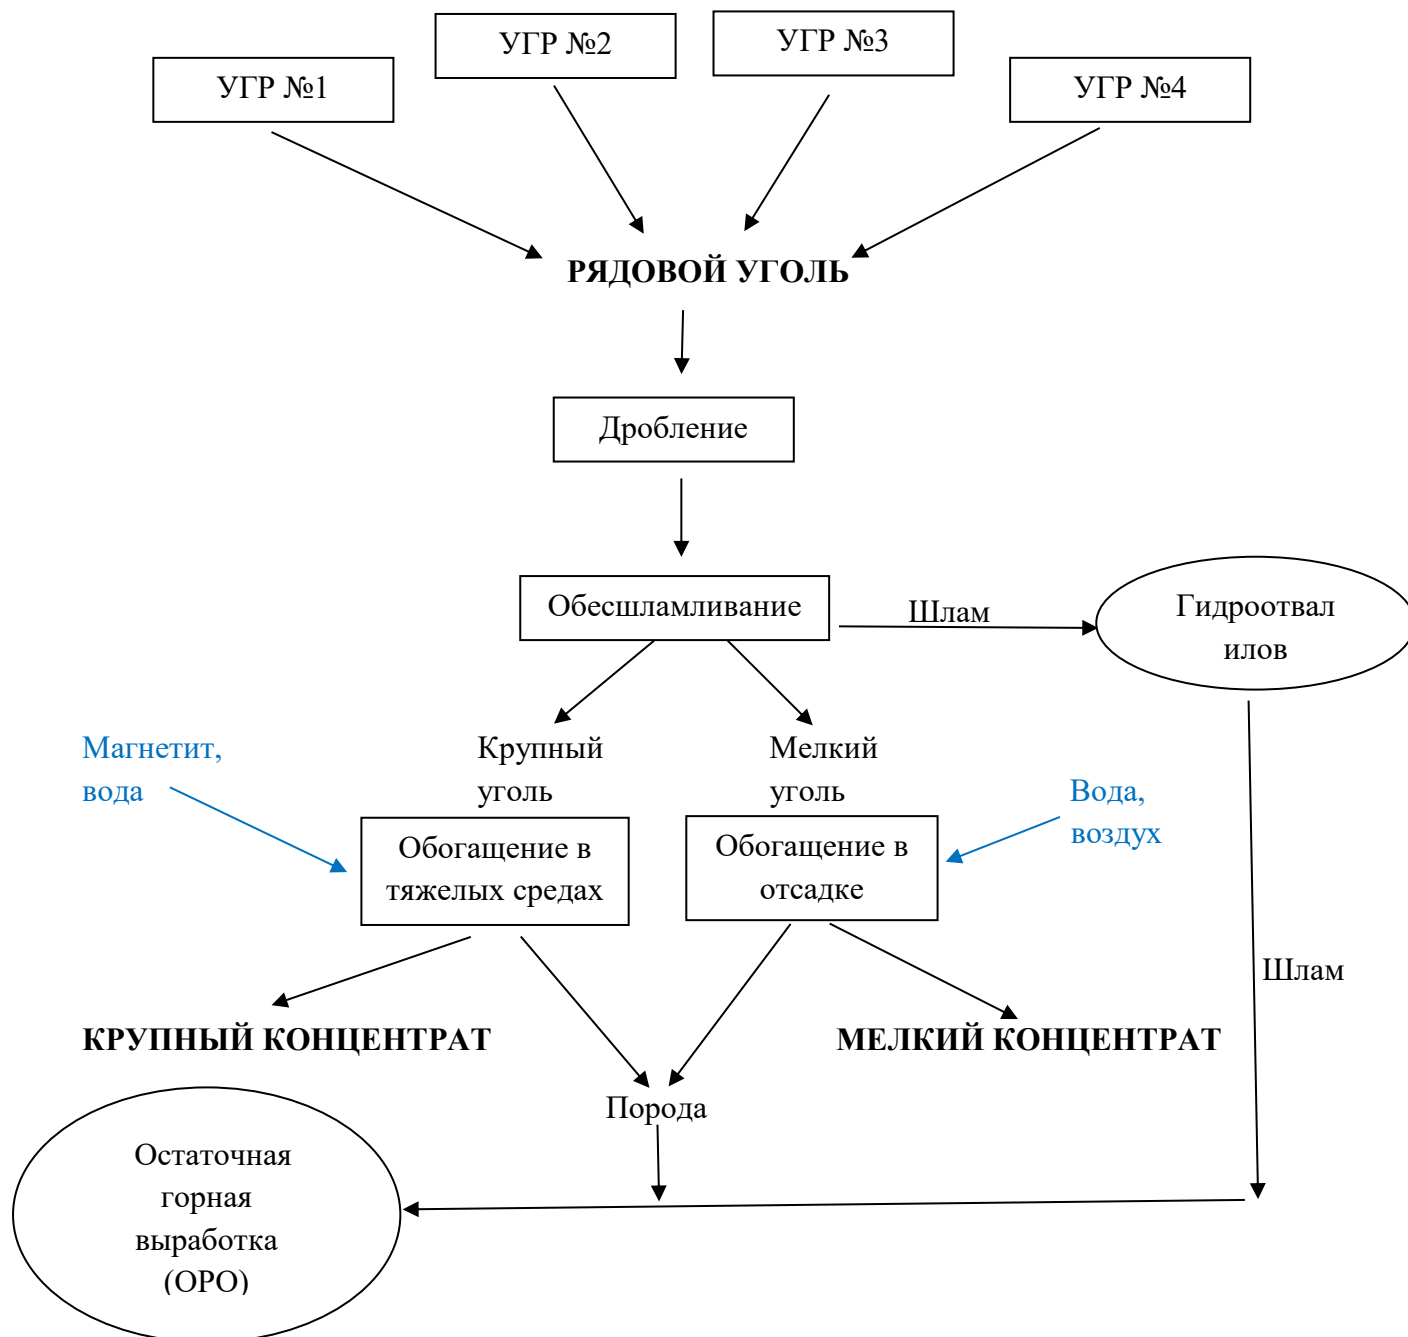 УГР №1
УГР №2
УГР №3
УГР №4
РЯДОВОЙ УГОЛЬ
Дробление
Обесшламливание
Шлам
Гидроотвал
илов
Магнетит,
вода
Крупный
уголь
Мелкий
уголь
Вода,
воздух
Обогащение в
тяжелых средах
Обогащение в
отсадке
Шлам
КРУПНЫЙ КОНЦЕНТРАТ
МЕЛКИЙ КОНЦЕНТРАТ
Порода
Остаточная
горная
выработка
(ОРО)